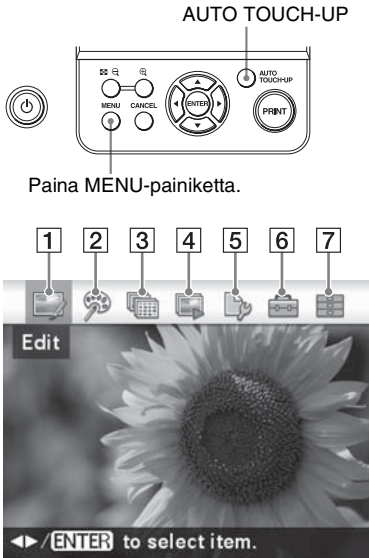 AUTO TOUCH-UP
AUTO
TOUCH-UP
MENU CANCEL
ENTER
PRINT
Paina MENU-painiketta.
1 2 3 4 5 6 7
Edit
/ENTER to select item.